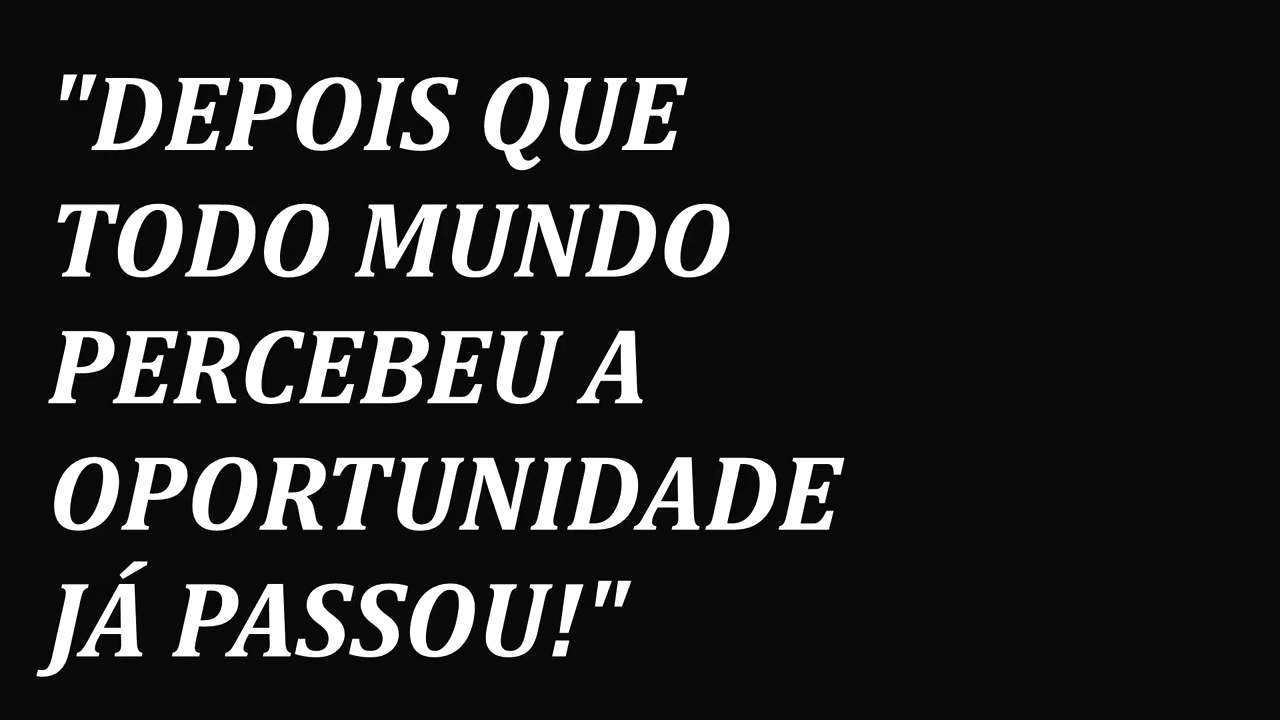 "DEPOIS QUE
TODO MUNDO
PERCEBEU A
OPORTUNIDADE
JÁ PASSOU!"